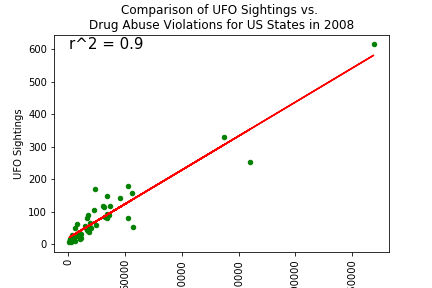 Comparison of UFO Sightings vs.
Drug Abuse Violations for US States in 2008
r^2 = 0.9
UFO Sightings
600
500
400
300
200
100
0
0